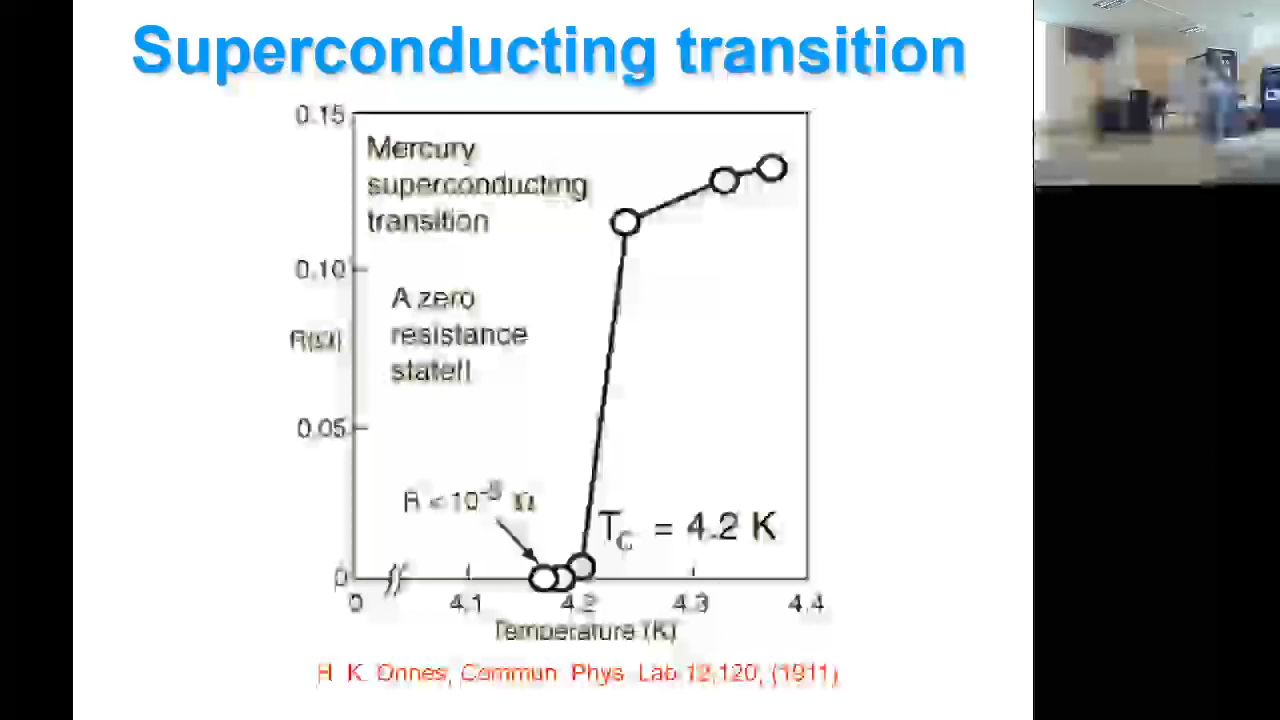 Superconducting transition
0.15
Mercury
superconducting
transition
0.10
A zero
resistance
state!!
R(Ω)
0.05
R < 10 Ω
T_C = 4.2 K
0
0 4.1 4.2 4.3 4.4
Temperature (K)
H. K. Onnes, Commun. Phys. Lab 12,120, (1911)